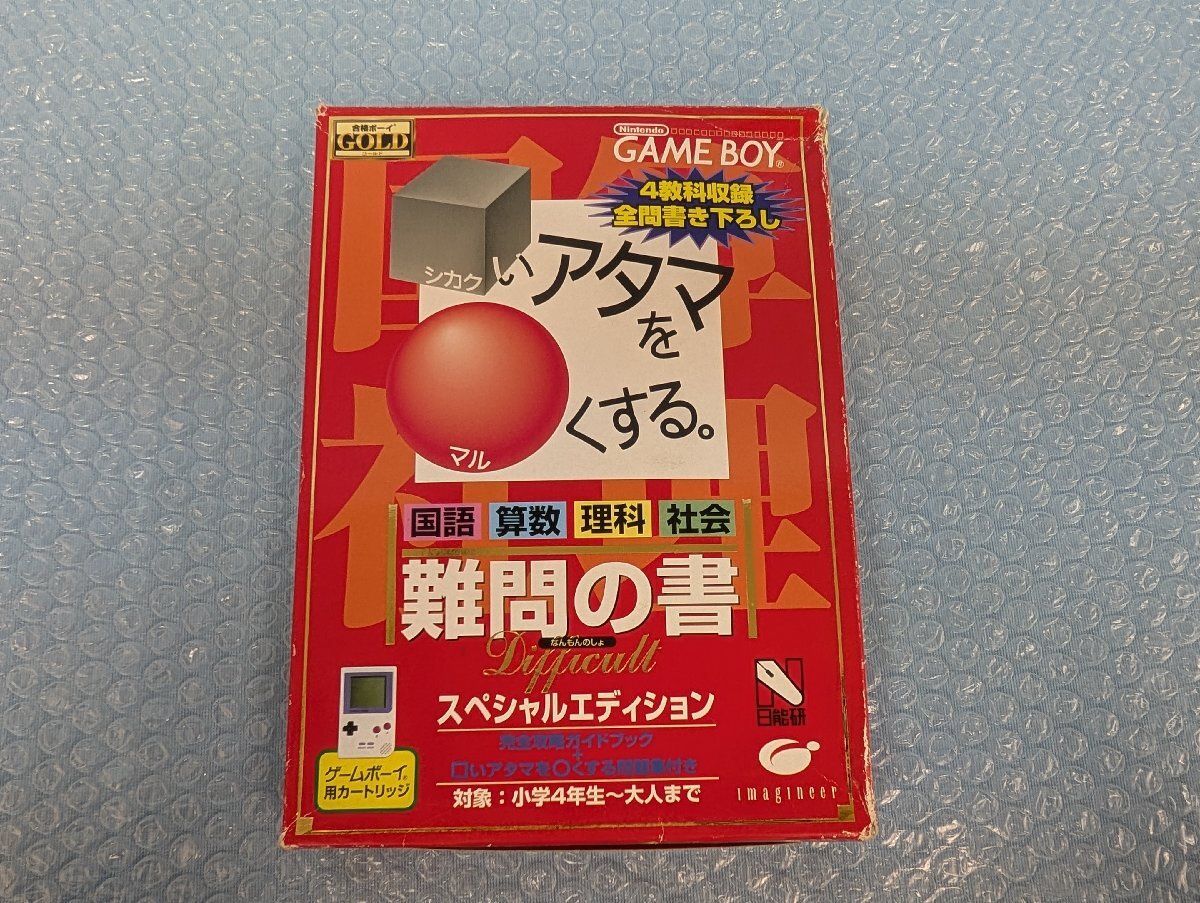 合格ボーイ
GOLD
ゴールド
Nintendo
GAME BOY®
4教科収録
全問書き下ろし
シカク
いアタマ
を
マル
くする。
国語 算数 理科 社会
難問の書
なんもんのしょ
Difficult
スペシャルエディション
完全攻略ガイドブック
+
□いアタマを○くする問題集付き
対象：小学4年生〜大人まで
ゲームボーイ®
用カートリッジ
N
日能研
imagineer